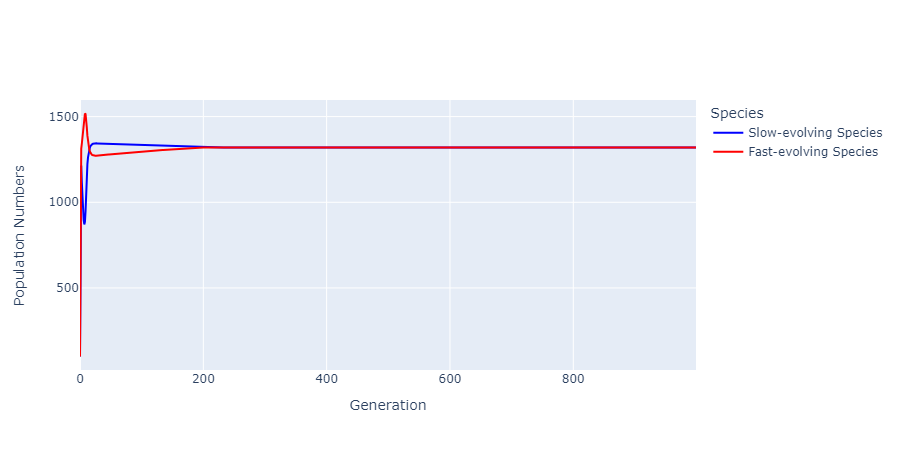 Species
Slow-evolving Species
Fast-evolving Species
1500
1000
500
Population Numbers
0
200
400
600
800
Generation